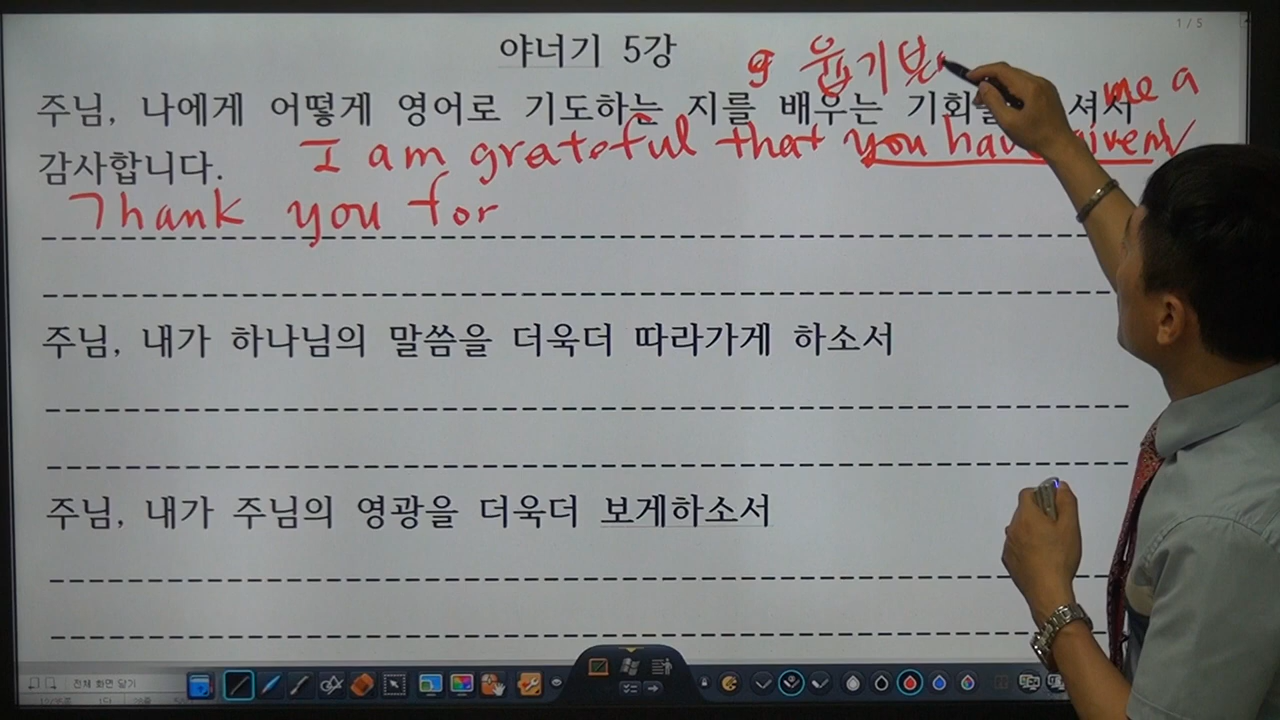 1 / 5
야너기 5강
me a
주님, 나에게 어떻게 영어로 기도하는 지를 배우는 기회를 셔서
I am grateful that you have given
감사합니다.
Thank you for
주님, 내가 하나님의 말씀을 더욱더 따라가게 하소서
주님, 내가 주님의 영광을 더욱더 보게하소서
전체 화면 닫기